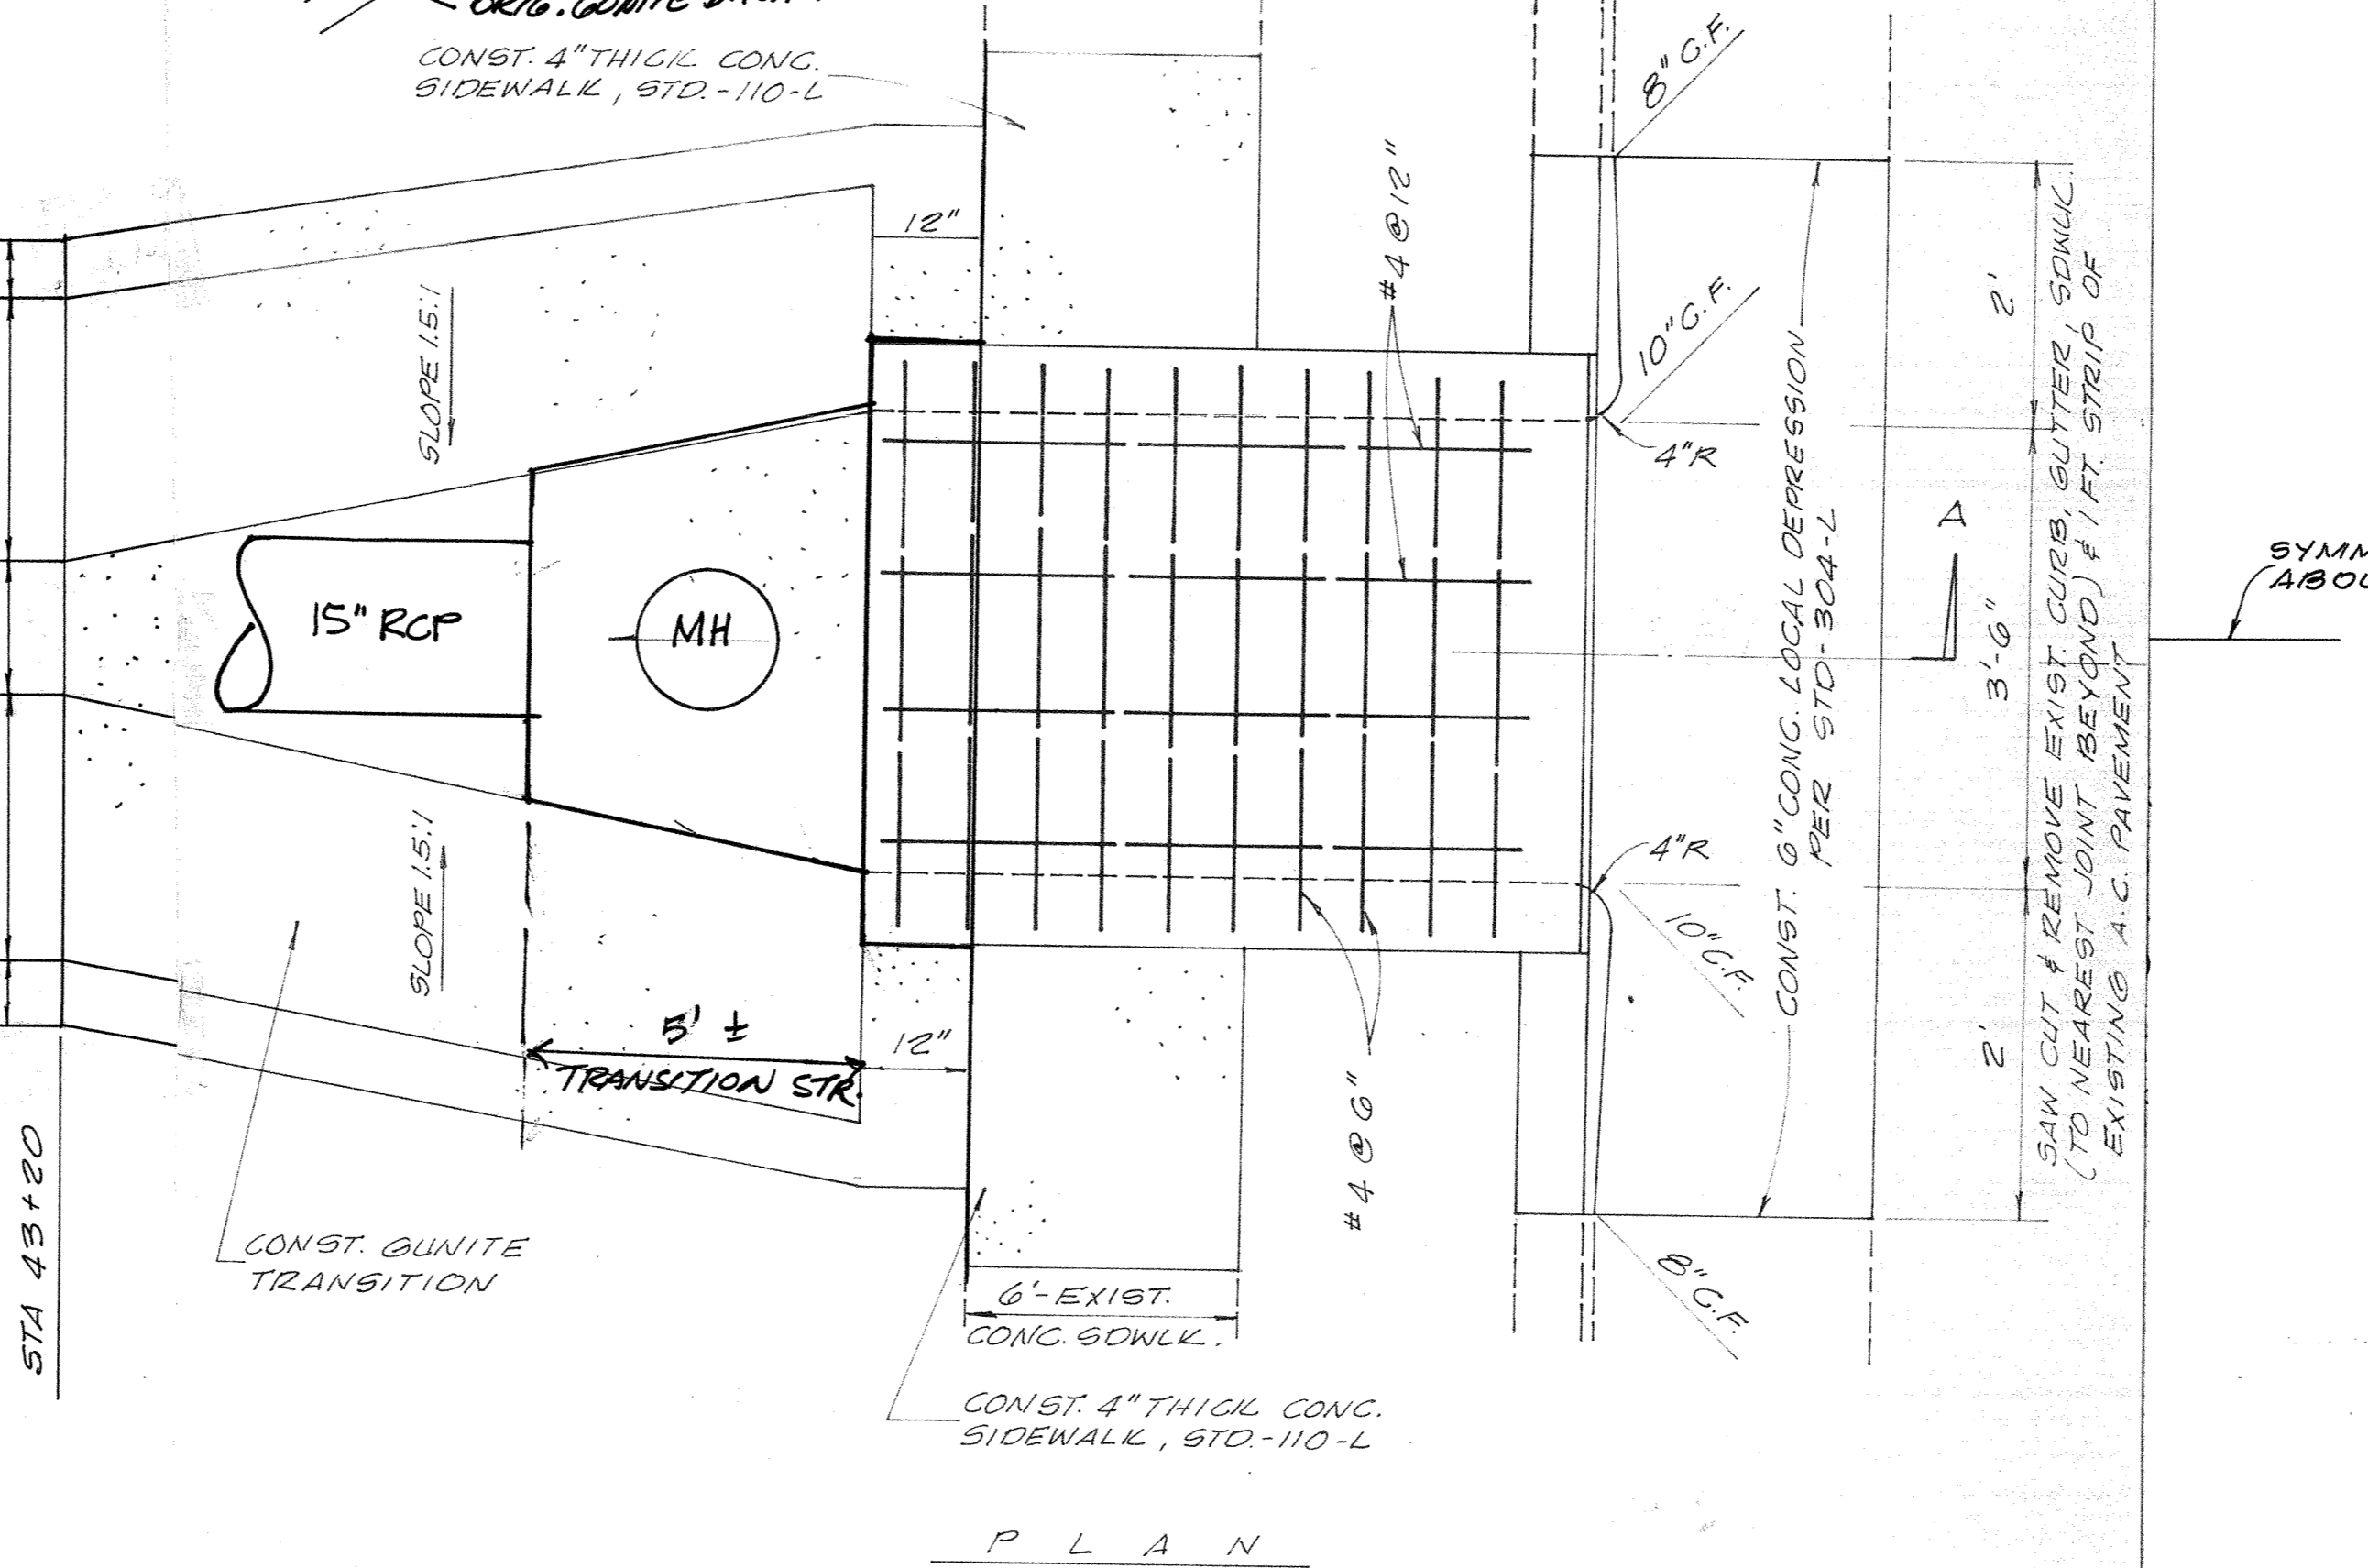 ORIG. GUNITE
CONST. 4" THICK CONC.
SIDEWALK, STD.-110-L
8" C.F.
12"
#4 @ 12"
SLOPE 1.5:1
10" C.F.
4"R
2'
A
15" RCP
MH
3'-6"
CONST. 6" CONC. LOCAL DEPRESSION
PER STD-304-L
SAW CUT & REMOVE EXIST. CURB, GUTTER, SDWLK.
(TO NEAREST JOINT BEYOND) & 1 FT. STRIP OF
EXISTING A.C. PAVEMENT
SLOPE 1.5:1
4"R
10" C.F.
5' ±
TRANSITION STR.
12"
2'
#4 @ 6"
STA 43+20
CONST. GUNITE
TRANSITION
8" C.F.
6'-EXIST.
CONC. SDWLK.
CONST. 4" THICK CONC.
SIDEWALK, STD.-110-L
PLAN